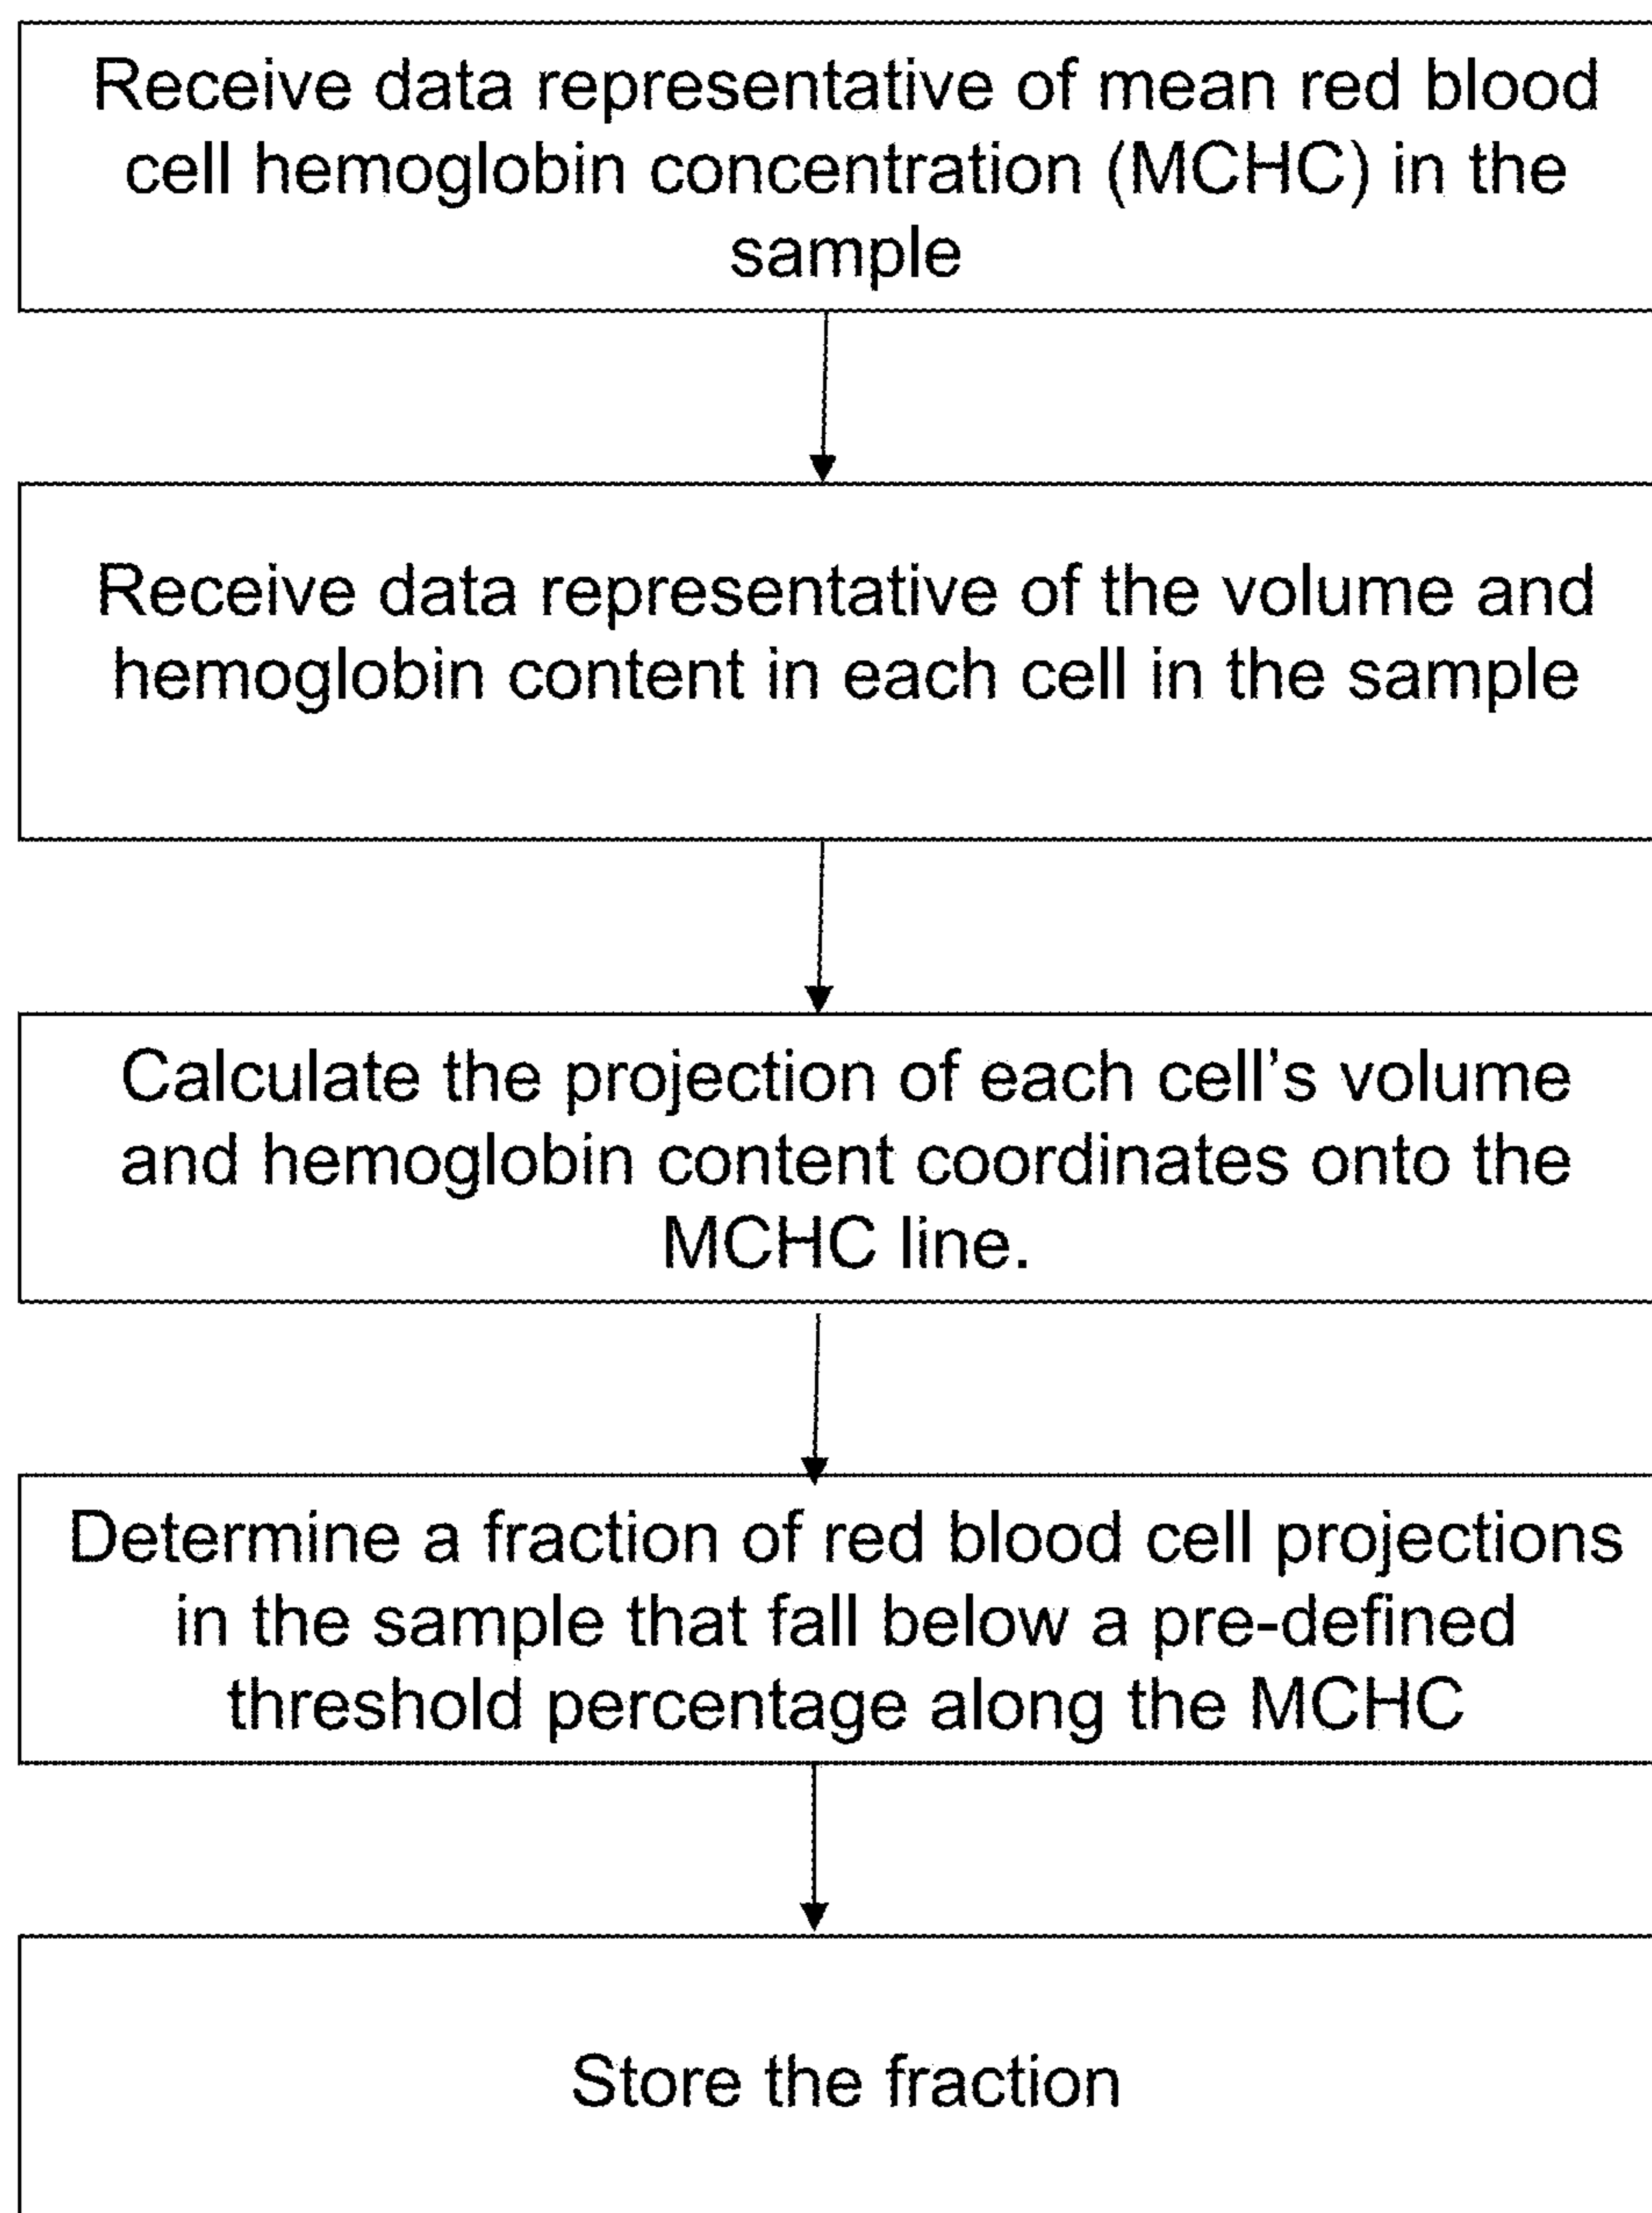 Receive data representative of mean red blood
cell hemoglobin concentration (MCHC) in the
sample
Receive data representative of the volume and
hemoglobin content in each cell in the sample
Calculate the projection of each cell’s volume
and hemoglobin content coordinates onto the
MCHC line.
Determine a fraction of red blood cell projections
in the sample that fall below a pre-defined
threshold percentage along the MCHC
Store the fraction